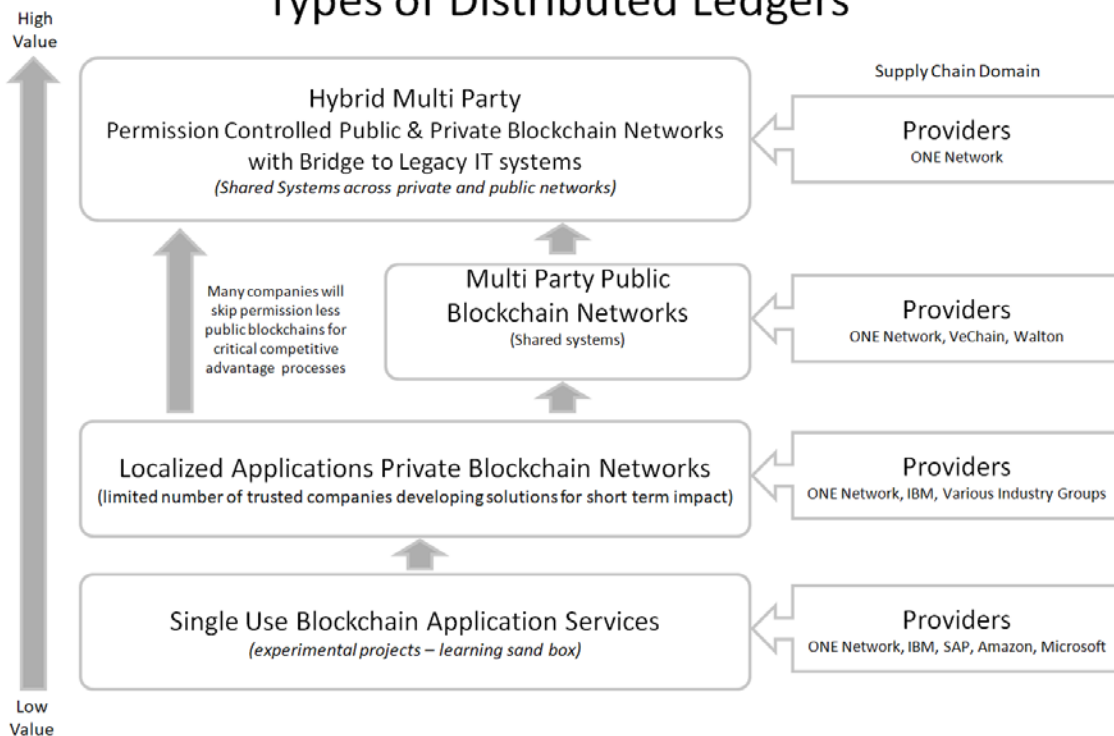 Types of Distributed Ledgers
High
Value
Supply Chain Domain
Hybrid Multi Party
Permission Controlled Public & Private Blockchain Networks
with Bridge to Legacy IT systems
(Shared Systems across private and public networks)
Providers
ONE Network
Many companies will
skip permission less
public blockchains for
critical competitive
advantage processes
Multi Party Public
Blockchain Networks
(Shared systems)
Providers
ONE Network, VeChain, Walton
Localized Applications Private Blockchain Networks
(limited number of trusted companies developing solutions for short term impact)
Providers
ONE Network, IBM, Various Industry Groups
Single Use Blockchain Application Services
(experimental projects – learning sand box)
Providers
ONE Network, IBM, SAP, Amazon, Microsoft
Low
Value